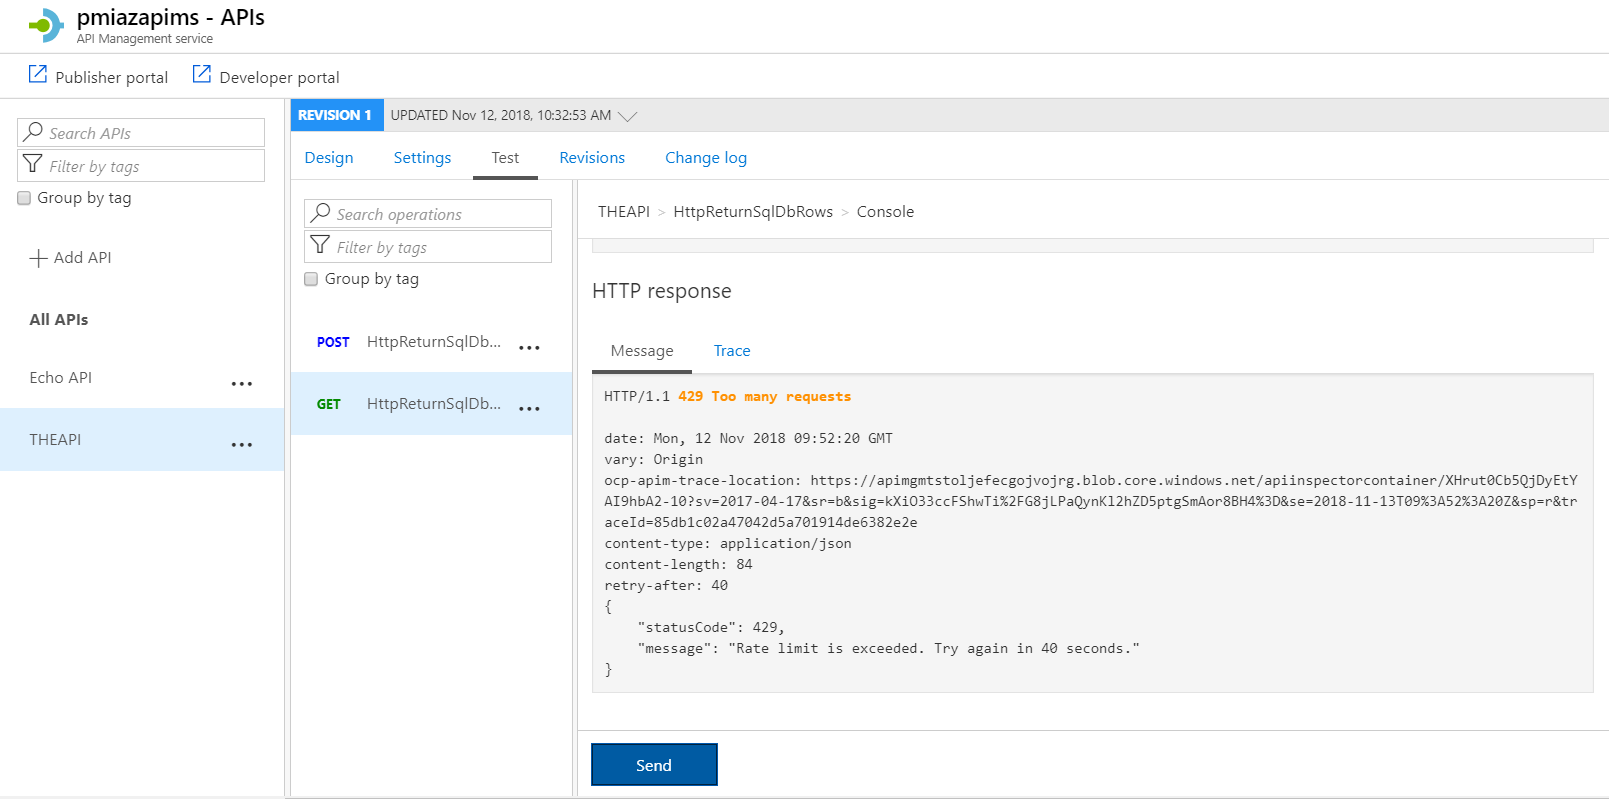 pmiazapims - APIs
API Management service
Publisher portal
Developer portal
Search APIs
Filter by tags
Group by tag
Add API
All APIs
Echo API
...
THEAPI
...
REVISION 1
UPDATED Nov 12, 2018, 10:32:53 AM
Design
Settings
Test
Revisions
Change log
Search operations
Filter by tags
Group by tag
POST HttpReturnSqlDb... ...
GET HttpReturnSqlDb... ...
THEAPI > HttpReturnSqlDbRows > Console
HTTP response
Message
Trace
HTTP/1.1 429 Too many requests
date: Mon, 12 Nov 2018 09:52:20 GMT
vary: Origin
ocp-apim-trace-location: https://apimgmtstoljefecgojvojrg.blob.core.windows.net/apiinspectorcontainer/XHrut0Cb5QjDyEtY
AI9hbA2-10?sv=2017-04-17&sr=b&sig=kXiO33ccFShwTi%2FG8jLPaQynKl2hZD5ptgSmAor8BH4%3D&se=2018-11-13T09%3A52%3A20Z&sp=r&tr
aceId=85db1c02a47042d5a701914de6382e2e
content-type: application/json
content-length: 84
retry-after: 40
{
"statusCode": 429,
"message": "Rate limit is exceeded. Try again in 40 seconds."
}
Send